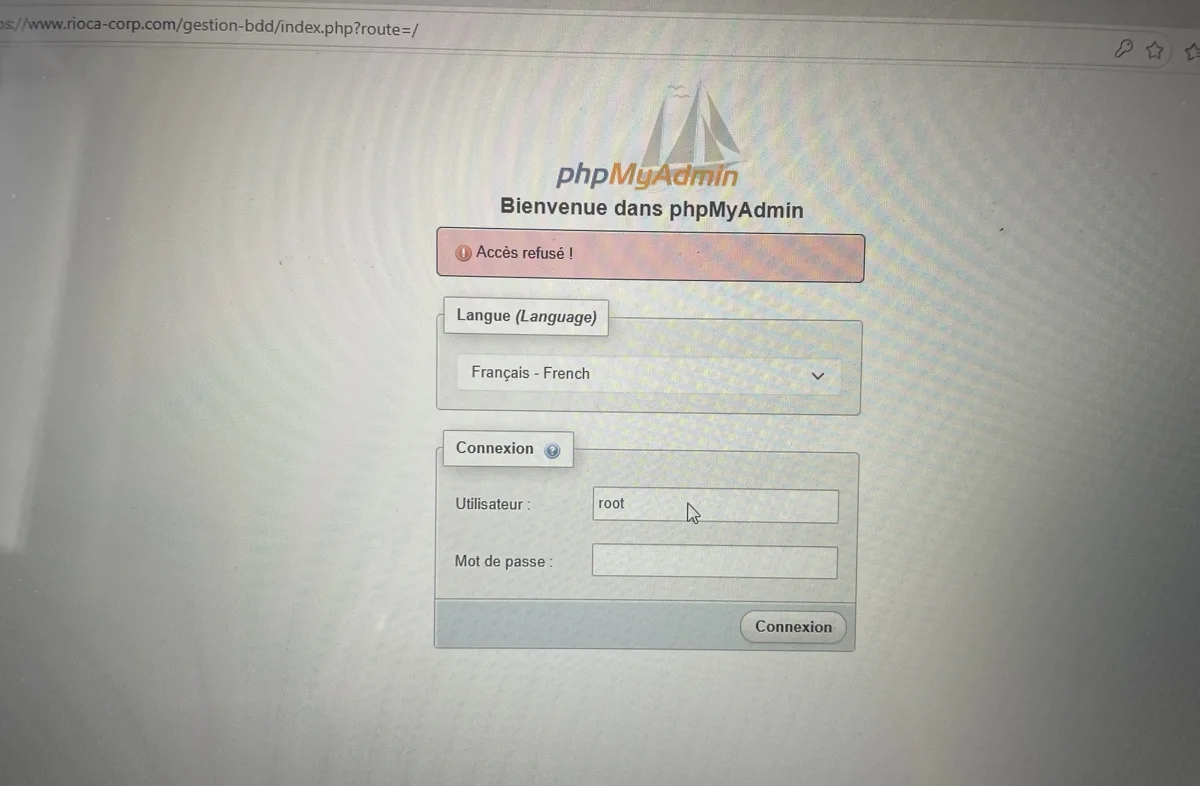 s://www.rioca-corp.com/gestion-bdd/index.php?route=/
phpMyAdmin
Bienvenue dans phpMyAdmin
Accès refusé !
Langue (Language)
Français - French
Connexion
Utilisateur :
root
Mot de passe :
Connexion